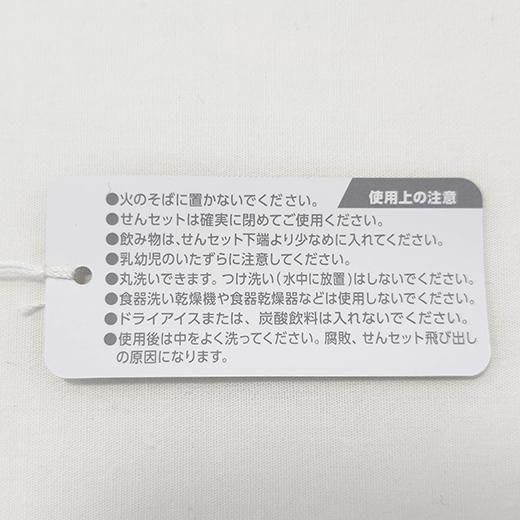 使用上の注意
●火のそばに置かないでください。
●せんセットは確実に閉めてご使用ください。
●飲み物は、せんセット下端より少なめに入れてください。
●乳幼児のいたずらに注意してください。
●丸洗いできます。つけ洗い(水中に放置)はしないでください。
●食器洗い乾燥機や食器乾燥器などは使用しないでください。
●ドライアイスまたは、炭酸飲料は入れないでください。
●使用後は中をよく洗ってください。腐敗、せんセット飛び出し
の原因になります。